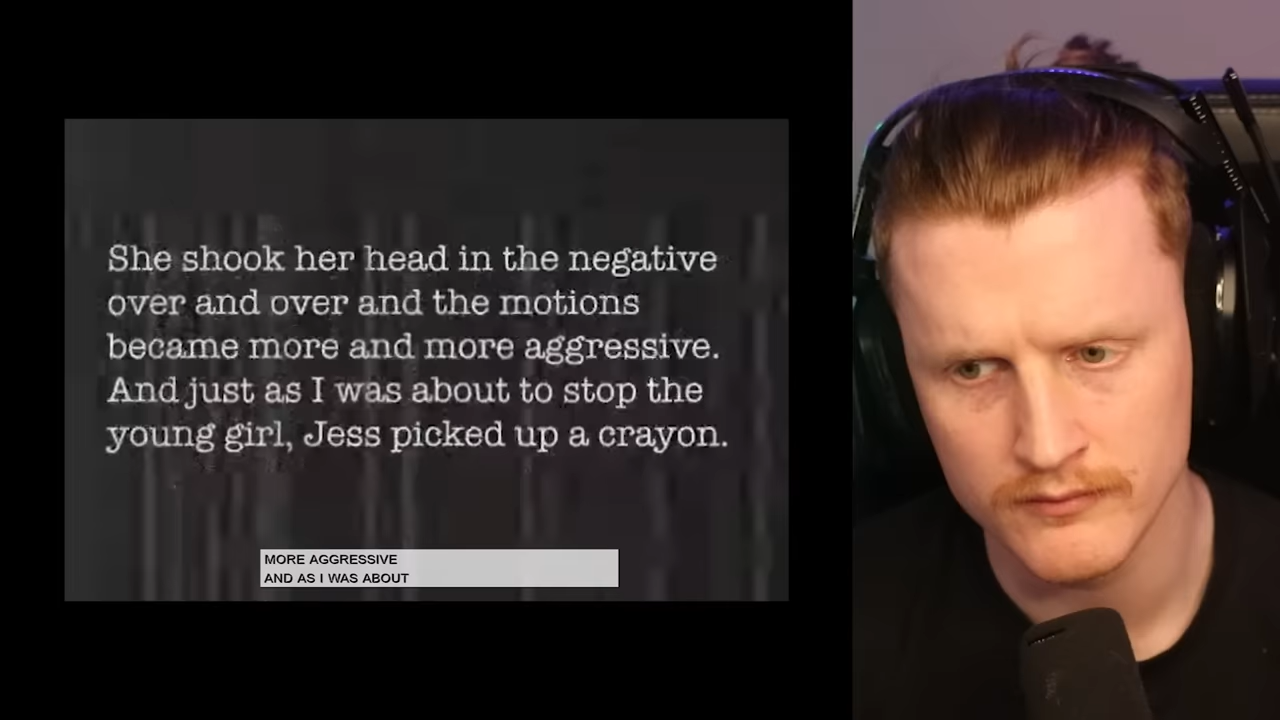 She shook her head in the negative
over and over and the motions
became more and more aggressive.
And just as I was about to stop the
young girl, Jess picked up a crayon.
MORE AGGRESSIVE
AND AS I WAS ABOUT